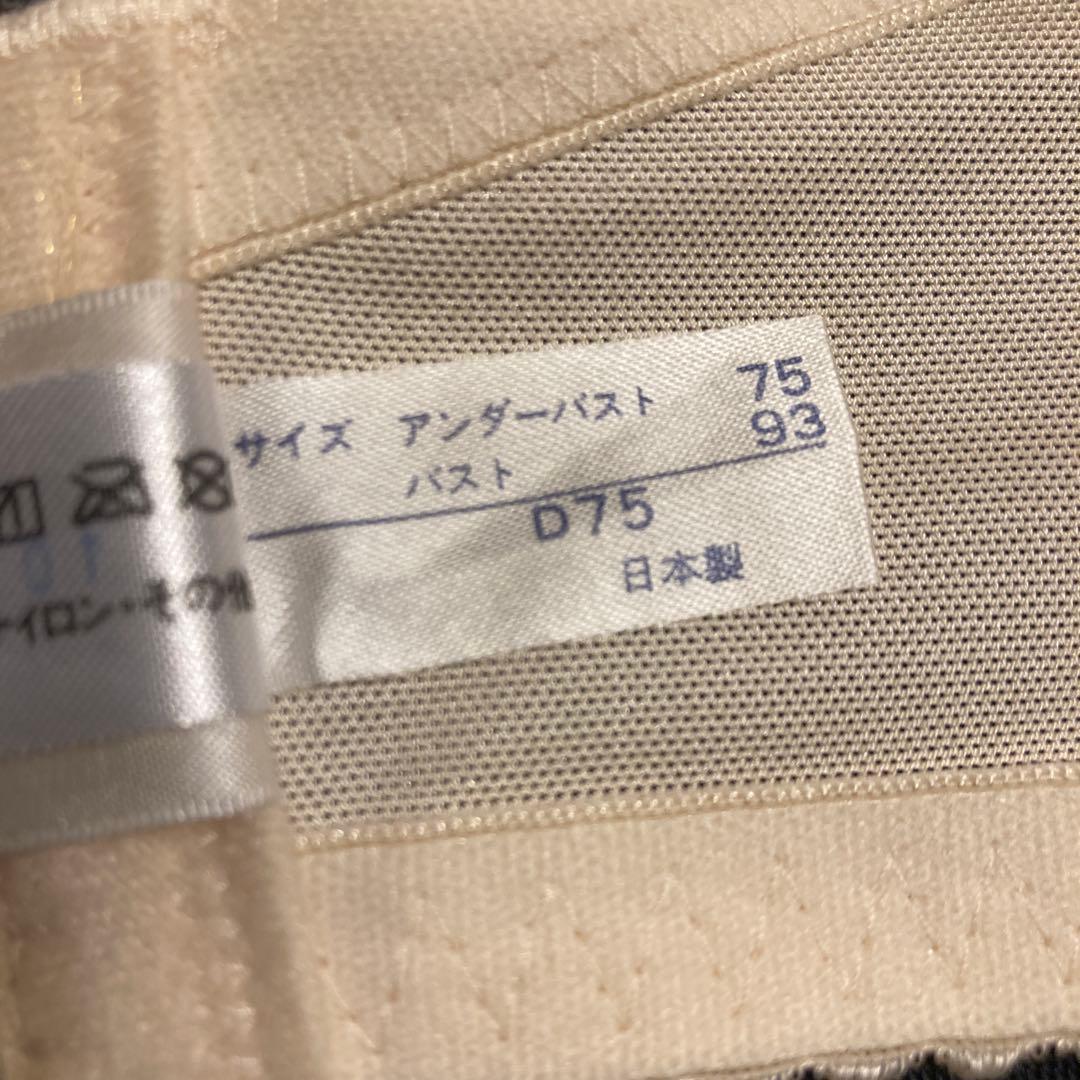 サイズ アンダーバスト 75
バスト 93
D75
日本製
01
イロン・その他